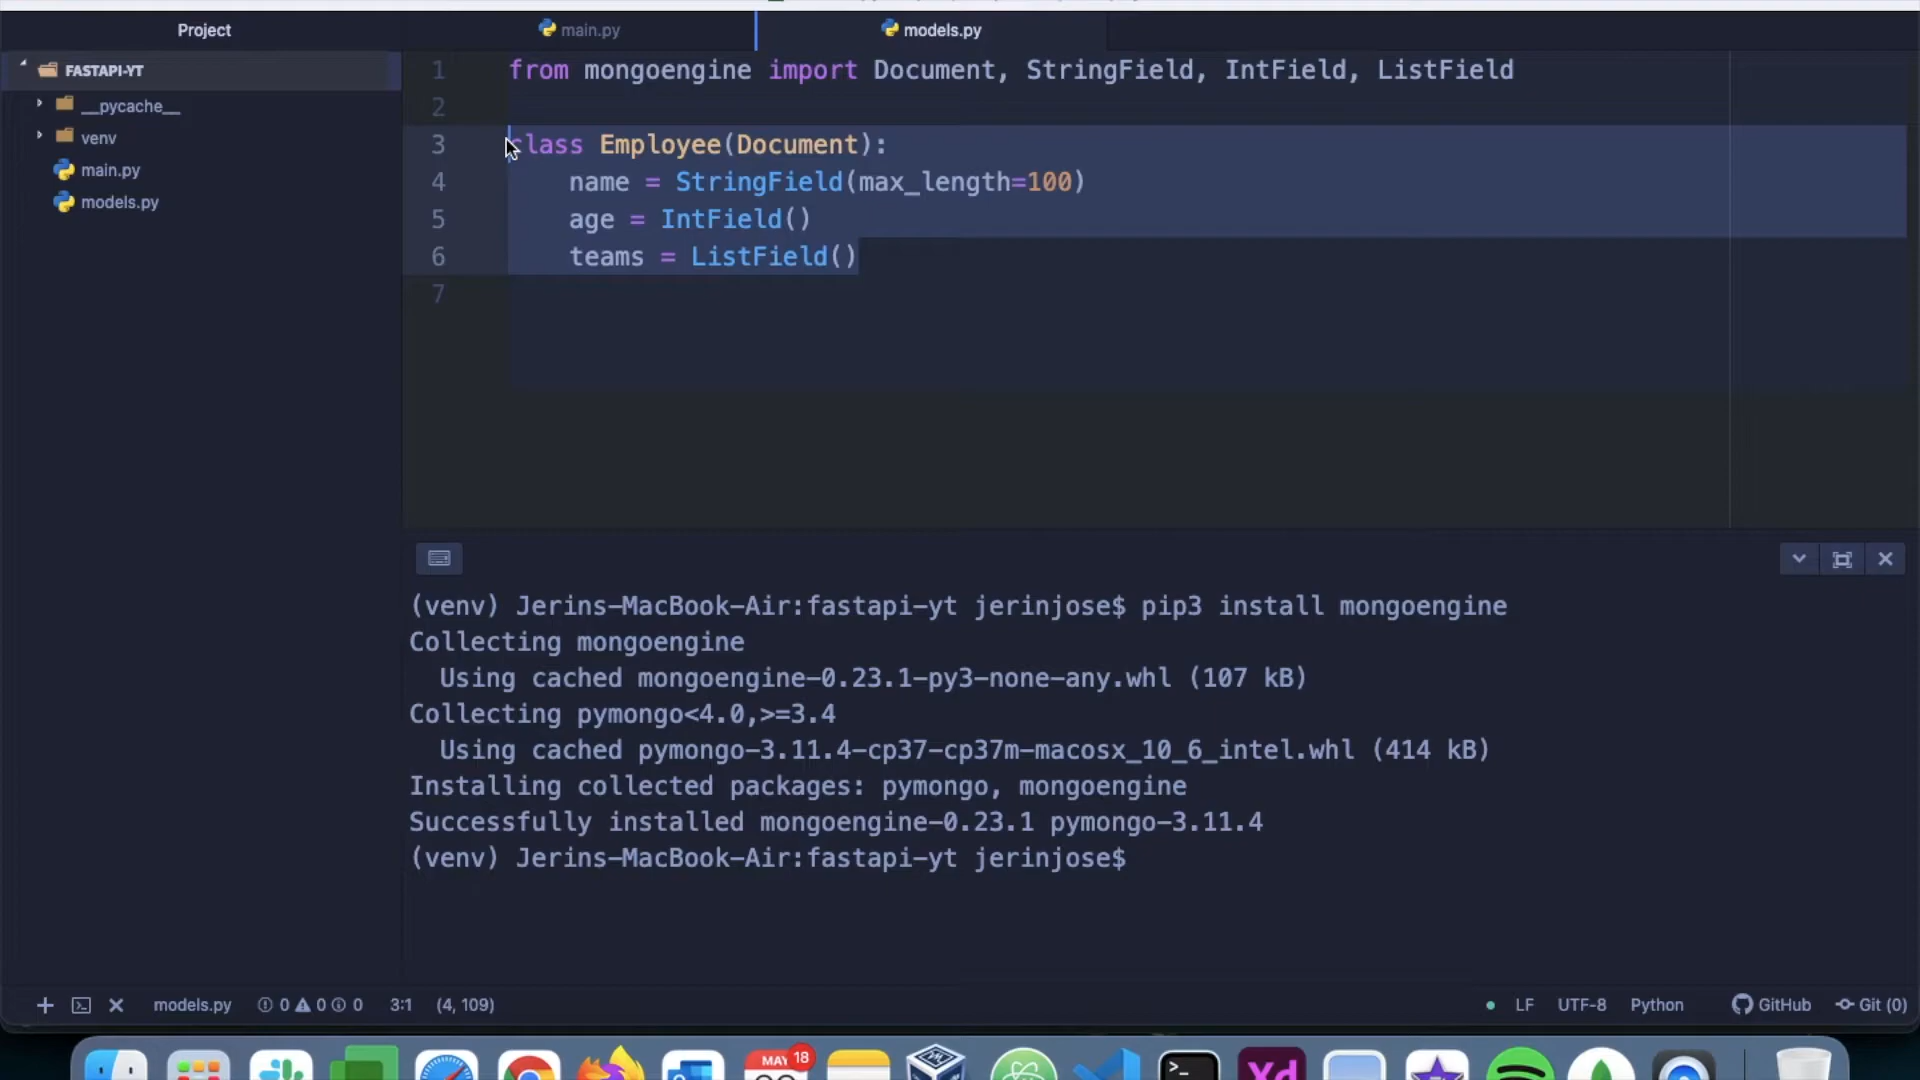 Project
main.py
models.py
FASTAPI-YT
__pycache__
venv
main.py
models.py
1 from mongoengine import Document, StringField, IntField, ListField
2
3 class Employee(Document):
4 name = StringField(max_length=100)
5 age = IntField()
6 teams = ListField()
7
(venv) Jerins-MacBook-Air:fastapi-yt jerinjose$ pip3 install mongoengine
Collecting mongoengine
Using cached mongoengine-0.23.1-py3-none-any.whl (107 kB)
Collecting pymongo<4.0,>=3.4
Using cached pymongo-3.11.4-cp37-cp37m-macosx_10_6_intel.whl (414 kB)
Installing collected packages: pymongo, mongoengine
Successfully installed mongoengine-0.23.1 pymongo-3.11.4
(venv) Jerins-MacBook-Air:fastapi-yt jerinjose$
models.py 0 0 0 3:1 (4, 109) LF UTF-8 Python GitHub Git (0)
MAY 18
>_
Xd